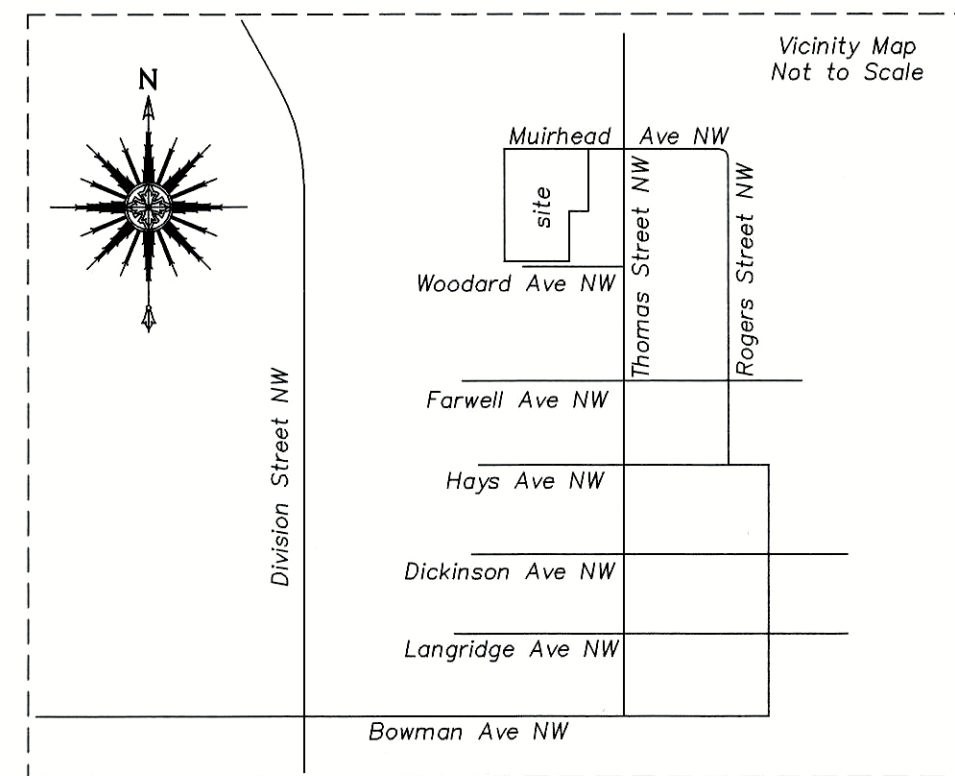 Vicinity Map
Not to Scale
N
Muirhead Ave NW
site
Thomas Street NW
Rogers Street NW
Woodard Ave NW
Division Street NW
Farwell Ave NW
Hays Ave NW
Dickinson Ave NW
Langridge Ave NW
Bowman Ave NW